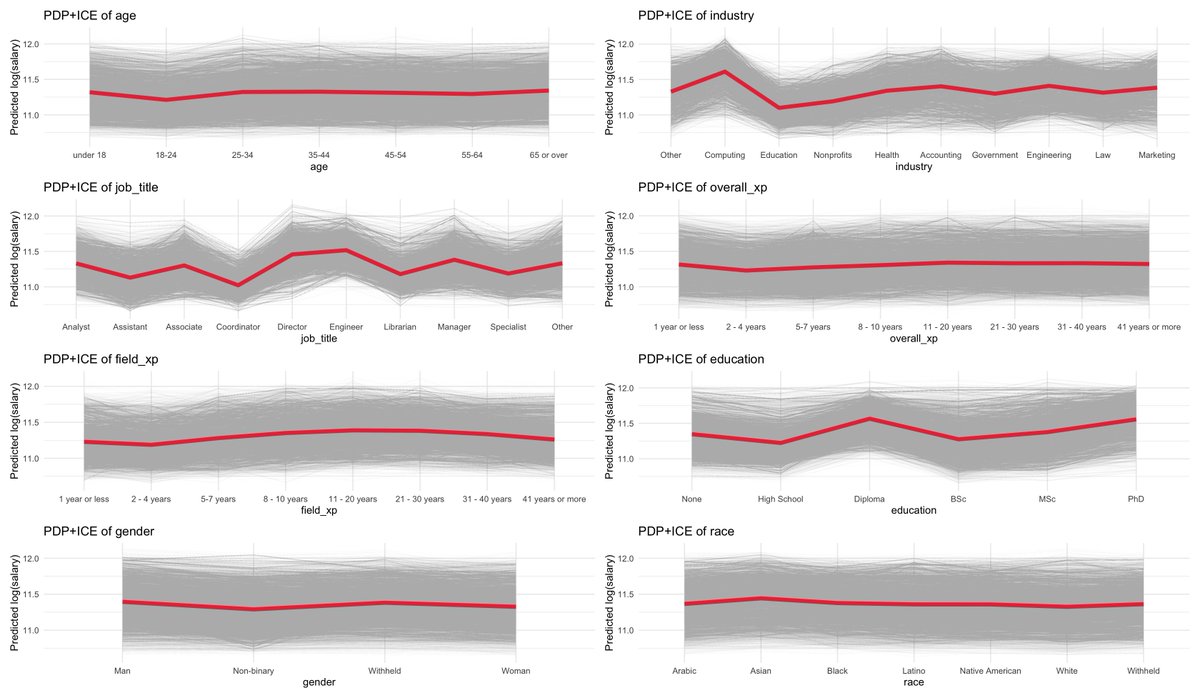 PDP+ICE of age
Predicted log(salary)
12.0
11.5
11.0
under 18 18-24 25-34 35-44 45-54 55-64 65 or over
age
PDP+ICE of industry
Predicted log(salary)
12.0
11.5
11.0
Other Computing Education Nonprofits Health Accounting Government Engineering Law Marketing
industry
PDP+ICE of job_title
Predicted log(salary)
12.0
11.5
11.0
Analyst Assistant Associate Coordinator Director Engineer Librarian Manager Specialist Other
job_title
PDP+ICE of overall_xp
Predicted log(salary)
12.0
11.5
11.0
1 year or less 2 - 4 years 5-7 years 8 - 10 years 11 - 20 years 21 - 30 years 31 - 40 years 41 years or more
overall_xp
PDP+ICE of field_xp
Predicted log(salary)
12.0
11.5
11.0
1 year or less 2 - 4 years 5-7 years 8 - 10 years 11 - 20 years 21 - 30 years 31 - 40 years 41 years or more
field_xp
PDP+ICE of education
Predicted log(salary)
12.0
11.5
11.0
None High School Diploma BSc MSc PhD
education
PDP+ICE of gender
Predicted log(salary)
12.0
11.5
11.0
Man Non-binary Withheld Woman
gender
PDP+ICE of race
Predicted log(salary)
12.0
11.5
11.0
Arabic Asian Black Latino Native American White Withheld
race